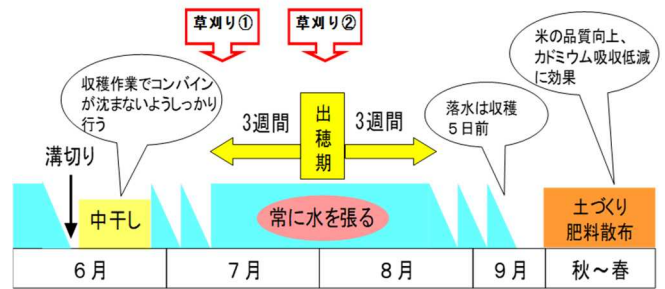 草刈り①
草刈り②
米の品質向上、
カドミウム吸収低減
に効果
収穫作業でコンバイン
が沈まないようしっかり
行う
3週間
出穂期
3週間
落水は収穫
5日前
溝切り
中干し
常に水を張る
土づくり
肥料散布
6月
7月
8月
9月
秋～春